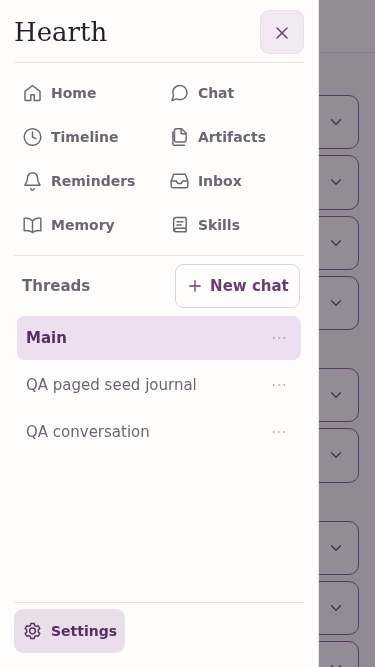 Hearth
Home
Chat
Timeline
Artifacts
Reminders
Inbox
Memory
Skills
Threads
New chat
Main
QA paged seed journal
QA conversation
Settings